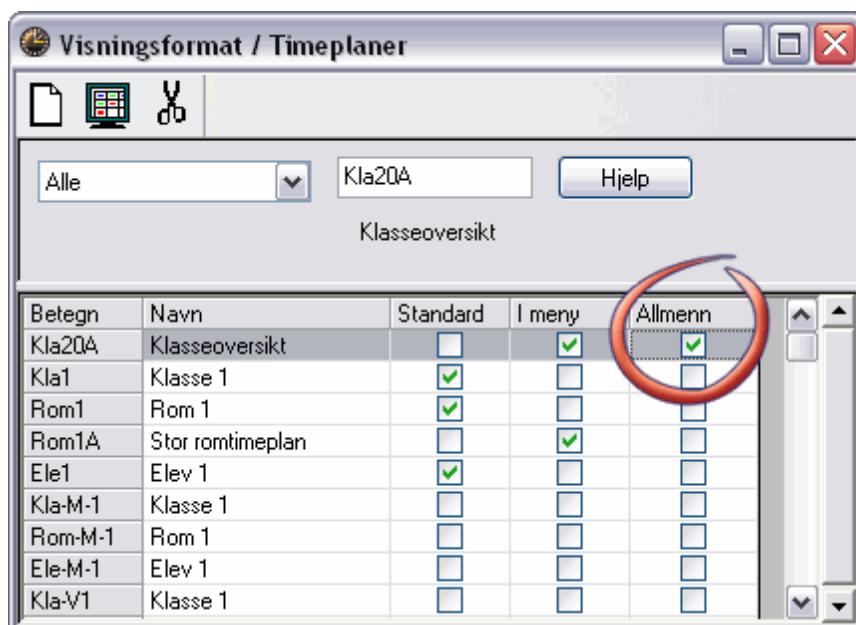 Visningsformat / Timeplaner
Alle Kla20A Hjelp
Klasseoversikt
Betegn Navn Standard I meny Allmenn
Kla20A Klasseoversikt
Kla1 Klasse 1
Rom1 Rom 1
Rom1A Stor romtimeplan
Ele1 Elev 1
Kla-M-1 Klasse 1
Rom-M-1 Rom 1
Ele-M-1 Elev 1
Kla-V1 Klasse 1